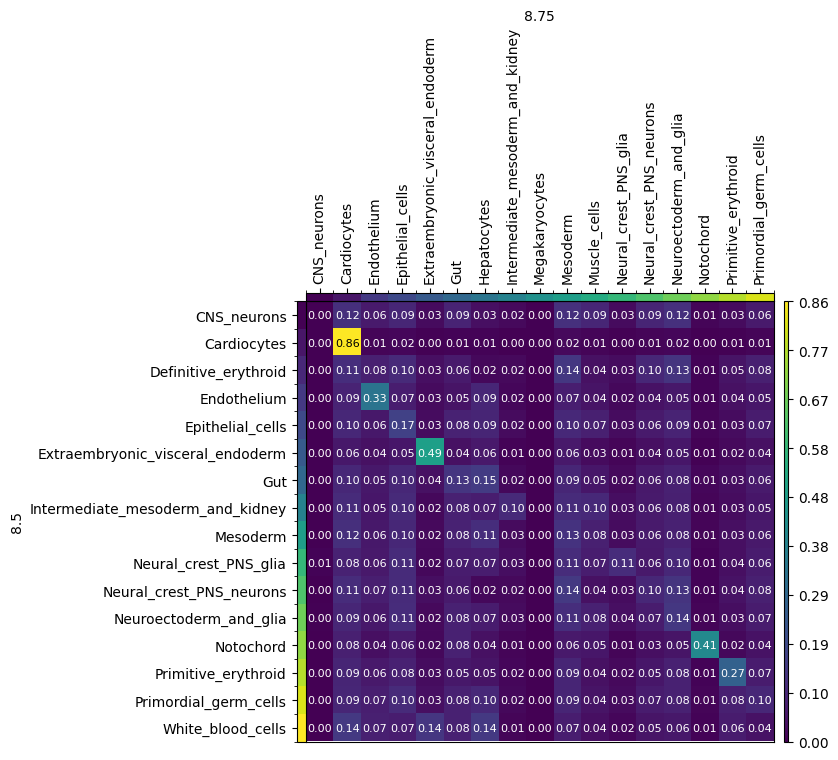 8.75
CNS_neurons
Cardiocytes
Endothelium
Epithelial_cells
Extraembryonic_visceral_endoderm
Gut
Hepatocytes
Intermediate_mesoderm_and_kidney
Megakaryocytes
Mesoderm
Muscle_cells
Neural_crest_PNS_glia
Neural_crest_PNS_neurons
Neuroectoderm_and_glia
Notochord
Primitive_erythroid
Primordial_germ_cells
8.5
CNS_neurons 0.00 0.12 0.06 0.09 0.03 0.09 0.03 0.02 0.00 0.12 0.09 0.03 0.09 0.12 0.01 0.03 0.06
Cardiocytes 0.00 0.86 0.01 0.02 0.00 0.01 0.01 0.00 0.00 0.02 0.01 0.00 0.01 0.00 0.00 0.01 0.01
Definitive_erythroid 0.00 0.11 0.08 0.10 0.03 0.06 0.02 0.02 0.00 0.14 0.04 0.03 0.10 0.13 0.01 0.05 0.08
Endothelium 0.00 0.09 0.33 0.07 0.03 0.05 0.09 0.02 0.00 0.07 0.04 0.02 0.04 0.05 0.01 0.04 0.05
Epithelial_cells 0.00 0.10 0.06 0.17 0.03 0.08 0.09 0.02 0.00 0.10 0.07 0.03 0.06 0.09 0.01 0.03 0.07
Extraembryonic_visceral_endoderm 0.00 0.06 0.04 0.05 0.49 0.04 0.06 0.01 0.00 0.06 0.03 0.01 0.04 0.05 0.01 0.02 0.04
Gut 0.00 0.10 0.05 0.10 0.04 0.13 0.15 0.02 0.00 0.09 0.05 0.02 0.06 0.08 0.01 0.03 0.06
Intermediate_mesoderm_and_kidney 0.00 0.11 0.05 0.10 0.02 0.08 0.07 0.10 0.00 0.11 0.10 0.03 0.06 0.08 0.01 0.03 0.05
Mesoderm 0.00 0.12 0.06 0.10 0.02 0.08 0.11 0.03 0.00 0.13 0.08 0.03 0.06 0.08 0.01 0.03 0.06
Neural_crest_PNS_glia 0.01 0.08 0.06 0.11 0.02 0.07 0.07 0.03 0.00 0.11 0.07 0.11 0.06 0.10 0.01 0.04 0.06
Neural_crest_PNS_neurons 0.00 0.11 0.07 0.11 0.03 0.06 0.02 0.02 0.00 0.14 0.04 0.03 0.10 0.13 0.01 0.04 0.08
Neuroectoderm_and_glia 0.00 0.09 0.06 0.11 0.02 0.08 0.07 0.03 0.00 0.11 0.08 0.04 0.07 0.14 0.01 0.03 0.07
Notochord 0.00 0.08 0.04 0.06 0.02 0.08 0.04 0.01 0.00 0.06 0.05 0.01 0.03 0.05 0.41 0.02 0.04
Primitive_erythroid 0.00 0.09 0.06 0.08 0.03 0.05 0.05 0.02 0.00 0.09 0.04 0.02 0.05 0.08 0.01 0.27 0.07
Primordial_germ_cells 0.00 0.09 0.07 0.10 0.03 0.08 0.10 0.02 0.00 0.09 0.04 0.03 0.07 0.08 0.01 0.08 0.10
White_blood_cells 0.00 0.14 0.07 0.07 0.14 0.08 0.14 0.01 0.00 0.07 0.04 0.02 0.05 0.06 0.01 0.06 0.04
0.86
0.77
0.67
0.58
0.48
0.38
0.29
0.19
0.10
0.00